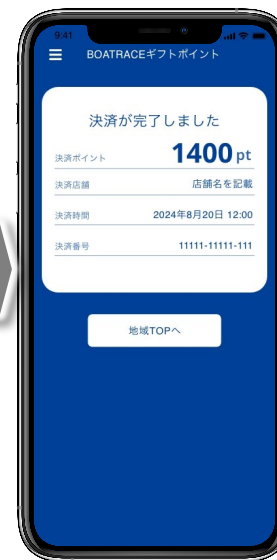 9:41
BOATRACEギフトポイント
決済が完了しました
決済ポイント 1400 pt
決済店舗 店舗名を記載
決済時間 2024年8月20日 12:00
決済番号 11111-11111-111
地域TOPへ